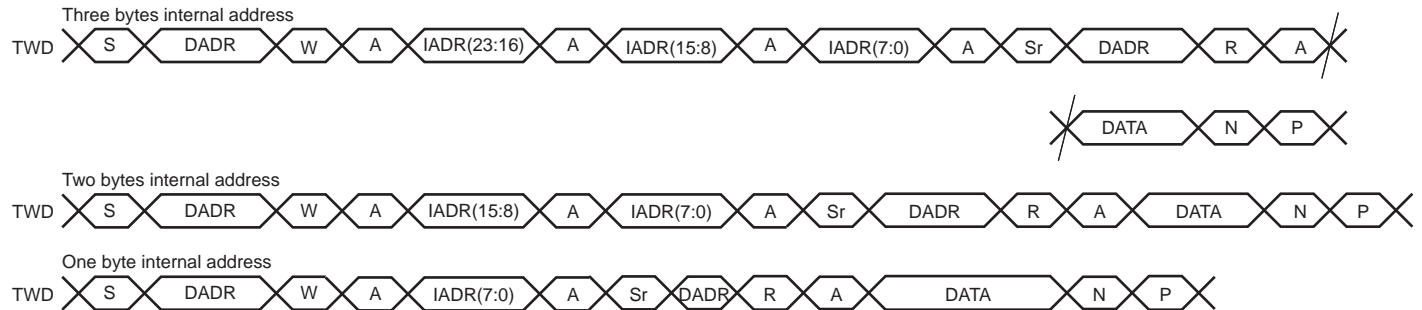 Three bytes internal address
TWD S DADR W A IADR(23:16) A IADR(15:8) A IADR(7:0) A Sr DADR R A
DATA N P
Two bytes internal address
TWD S DADR W A IADR(15:8) A IADR(7:0) A Sr DADR R A DATA N P
One byte internal address
TWD S DADR W A IADR(7:0) A Sr DADR R A DATA N P